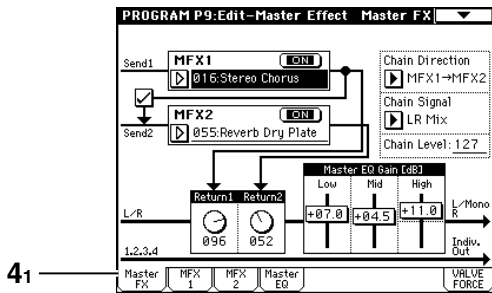 PROGRAM P9:Edit-Master Effect Master FX
Send1
MFX1 ON
016:Stereo Chorus
Chain Direction
MFX1→MFX2
Send2
MFX2 ON
055:Reverb Dry Plate
Chain Signal
LR Mix
Chain Level: 127
Master EQ Gain [dB]
Low Mid High
+07.0 +04.5 +11.0
Return1 Return2
096 052
L/R
L/Mono
R
1.2.3.4
Indiv.
Out
41
Master
FX
MFX
1
MFX
2
Master
EQ
VALVE
FORCE